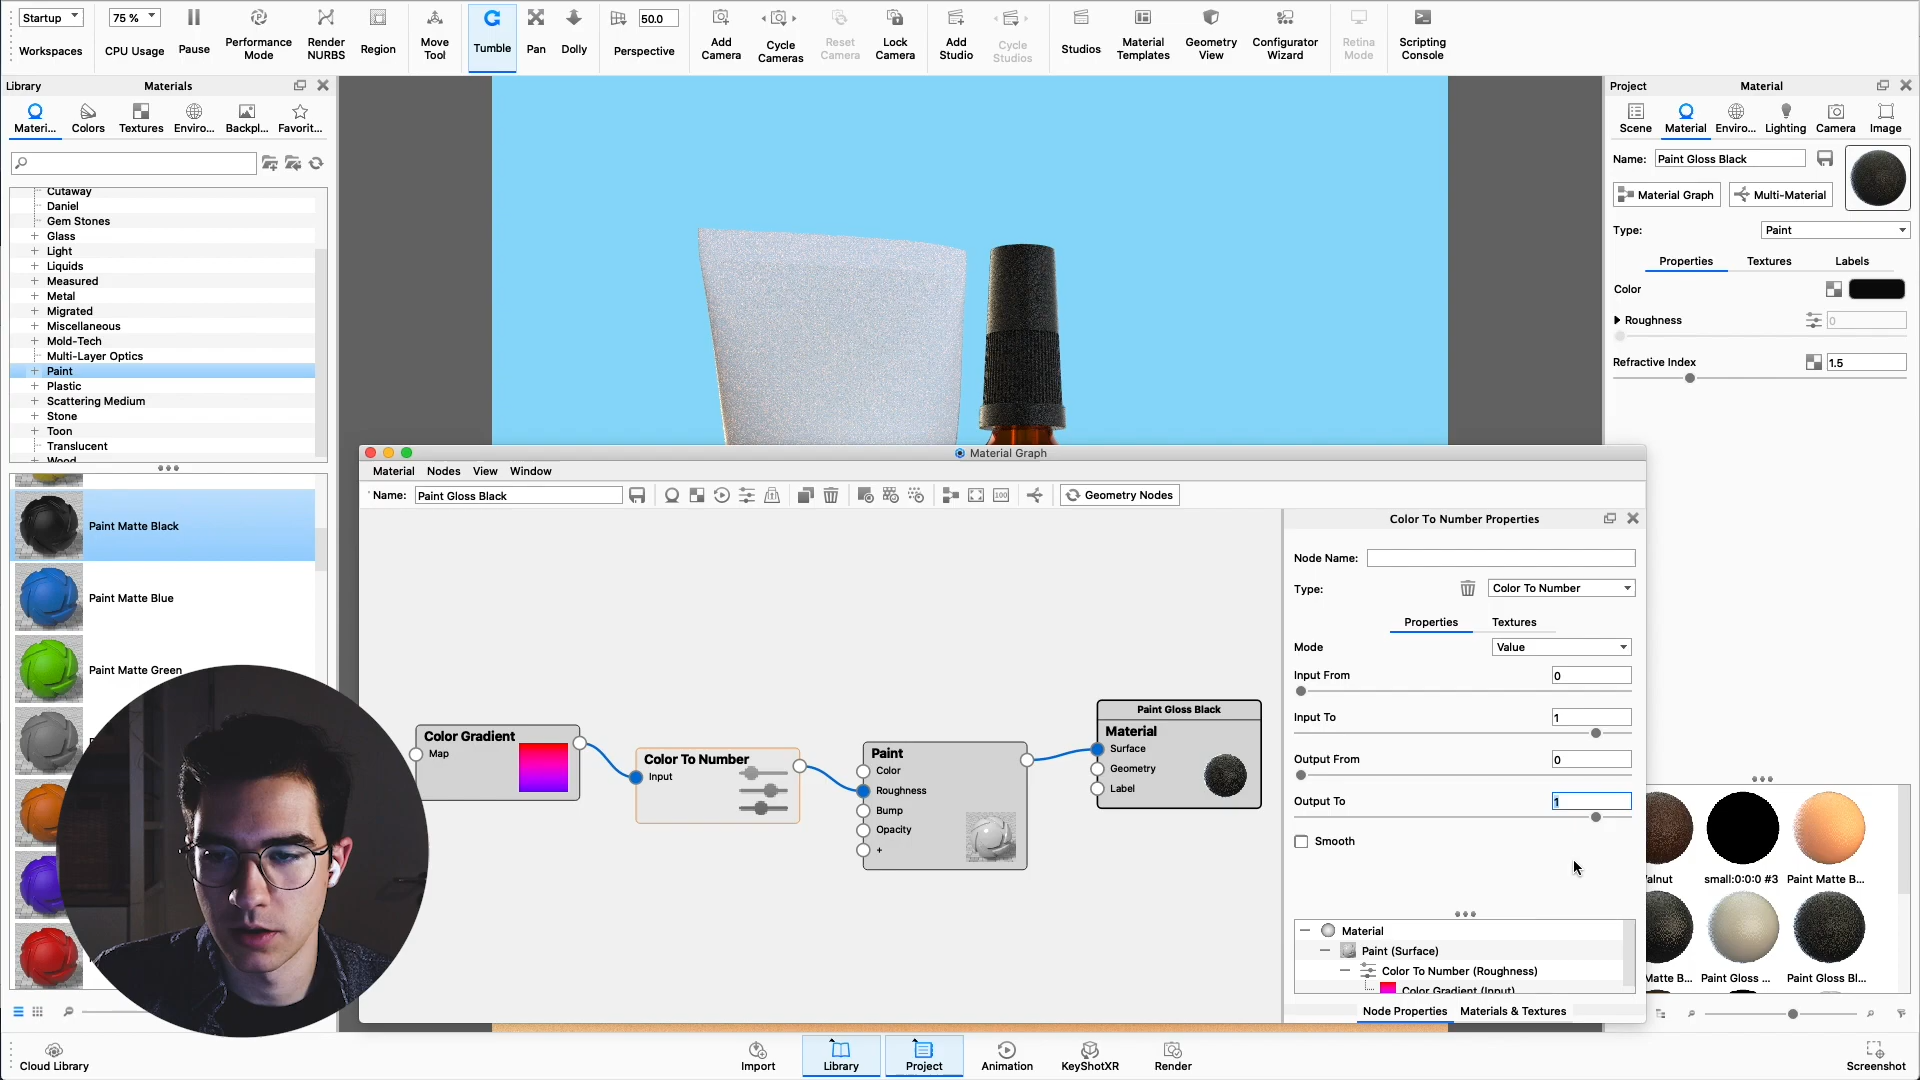 Startup
Workspaces
75 %
CPU Usage
Pause
Performance
Mode
Render
NURBS
Region
Move
Tool
Tumble
Pan
Dolly
50.0
Perspective
Add
Camera
Cycle
Cameras
Reset
Camera
Lock
Camera
Add
Studio
Cycle
Studios
Studios
Material
Templates
Geometry
View
Configurator
Wizard
Retina
Mode
Scripting
Console
Library
Materials
Materi...
Colors
Textures
Enviro...
Backpl...
Favorit...
Cutaway
Daniel
Gem Stones
Glass
Light
Liquids
Measured
Metal
Migrated
Miscellaneous
Mold-Tech
Multi-Layer Optics
Paint
Plastic
Scattering Medium
Stone
Toon
Translucent
Wood
Paint Matte Black
Paint Matte Blue
Paint Matte Green
Project
Material
Scene
Material
Enviro...
Lighting
Camera
Image
Name: Paint Gloss Black
Material Graph
Multi-Material
Type: Paint
Properties
Textures
Labels
Color
Roughness 0
Refractive Index 1.5
Material Graph
Material Nodes View Window
Name: Paint Gloss Black
100
Geometry Nodes
Color Gradient
Map
Color To Number
Input
Paint
Color
Roughness
Bump
Opacity
+
Paint Gloss Black
Material
Surface
Geometry
Label
Color To Number Properties
Node Name:
Type: Color To Number
Properties
Textures
Mode Value
Input From 0
Input To 1
Output From 0
Output To 1
Smooth
Material
Paint (Surface)
Color To Number (Roughness)
Color Gradient (Input)
Node Properties
Materials & Textures
small:0:0:0 #3
Paint Matte B...
Matte B...
Paint Gloss ...
Paint Gloss Bl...
Cloud Library
Import
Library
Project
Animation
KeyShotXR
Render
Screenshot